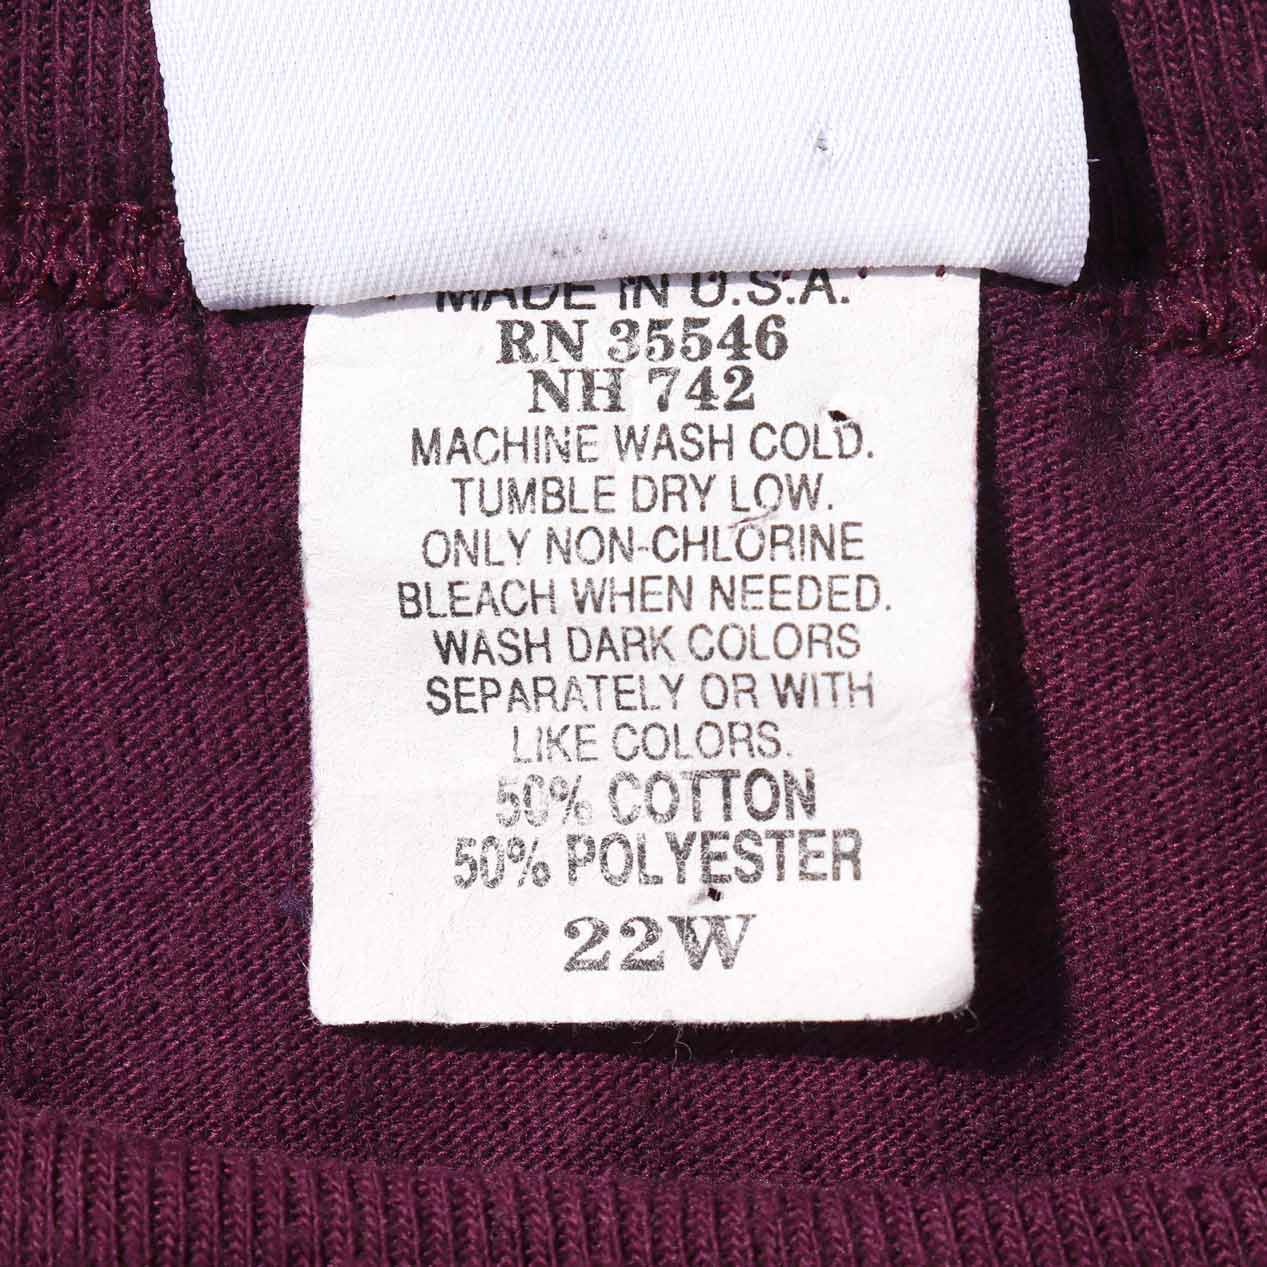 MADE IN U.S.A.
RN 35546
NH 742
MACHINE WASH COLD.
TUMBLE DRY LOW.
ONLY NON-CHLORINE
BLEACH WHEN NEEDED.
WASH DARK COLORS
SEPARATELY OR WITH
LIKE COLORS.
50% COTTON
50% POLYESTER
22W